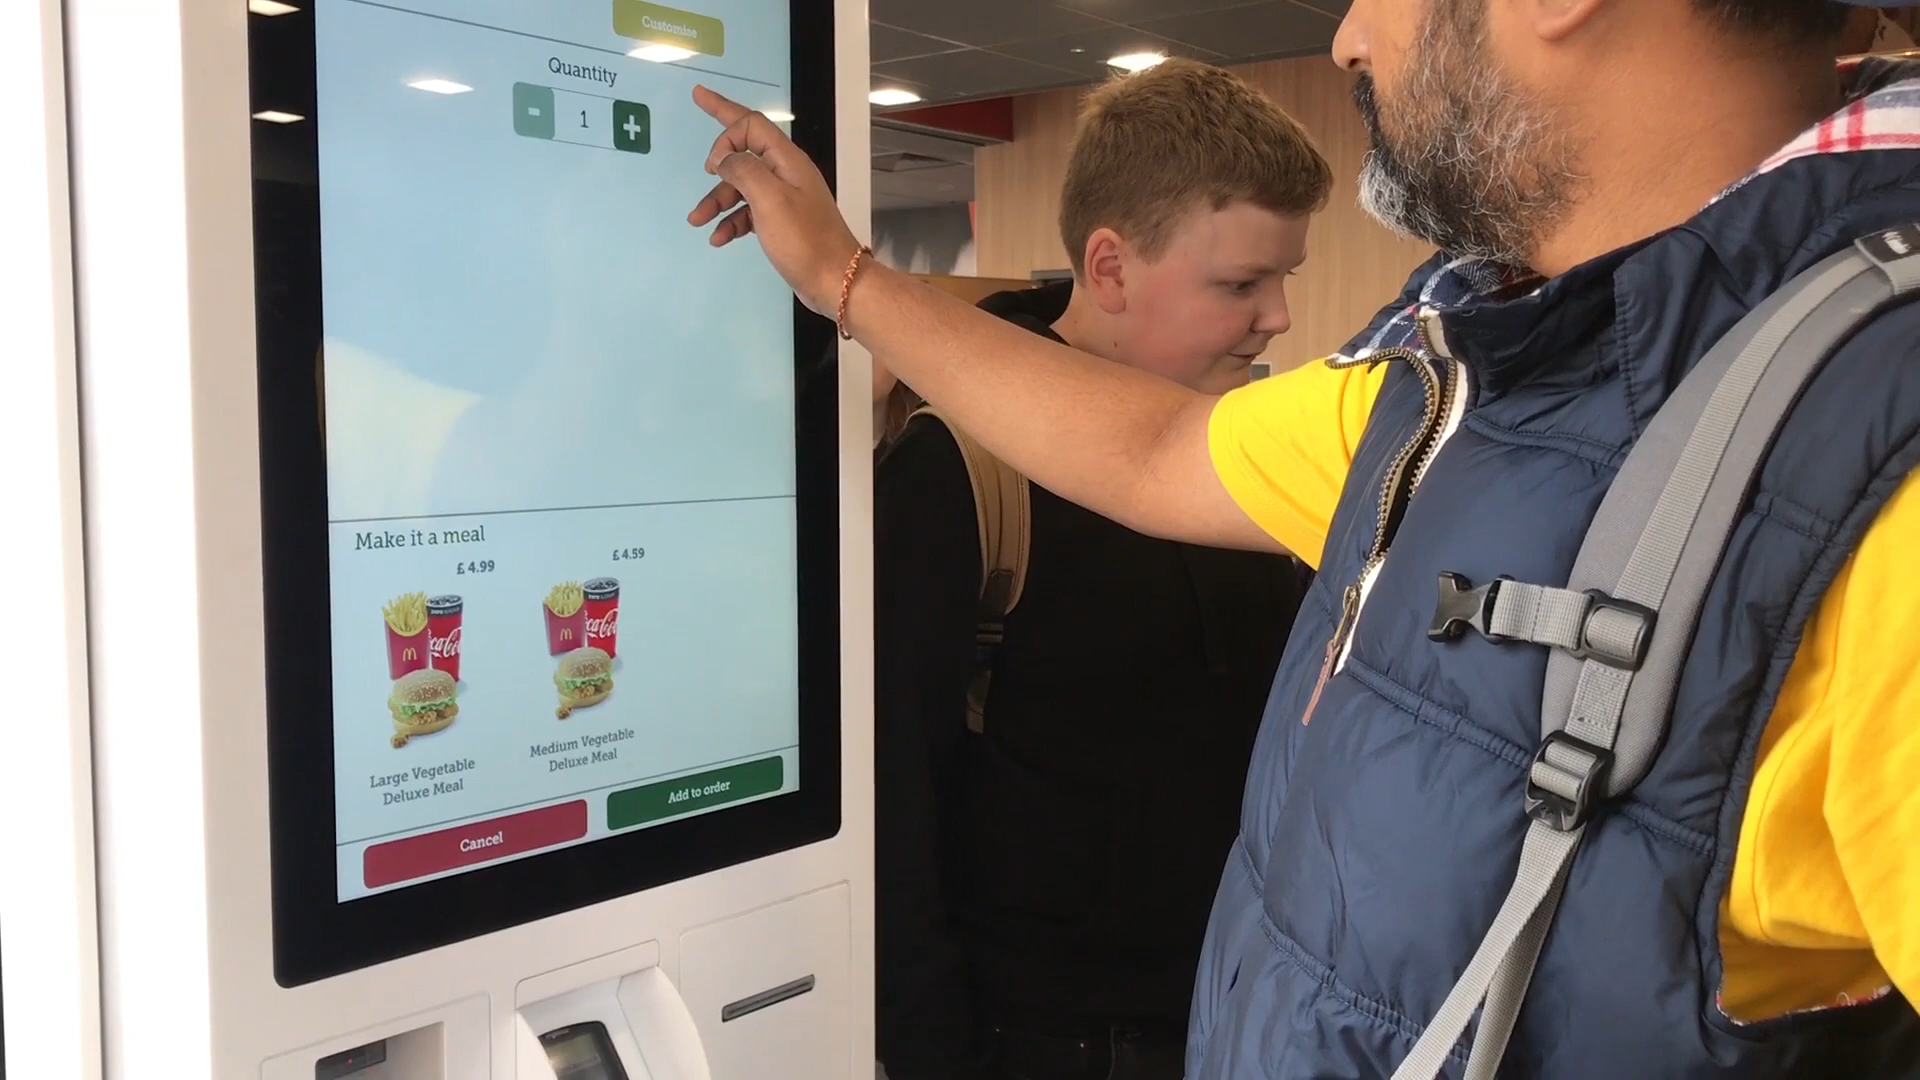 Customise
Quantity
- 1 +
Make it a meal
£ 4.99
£ 4.59
Large Vegetable
Deluxe Meal
Medium Vegetable
Deluxe Meal
Cancel
Add to order